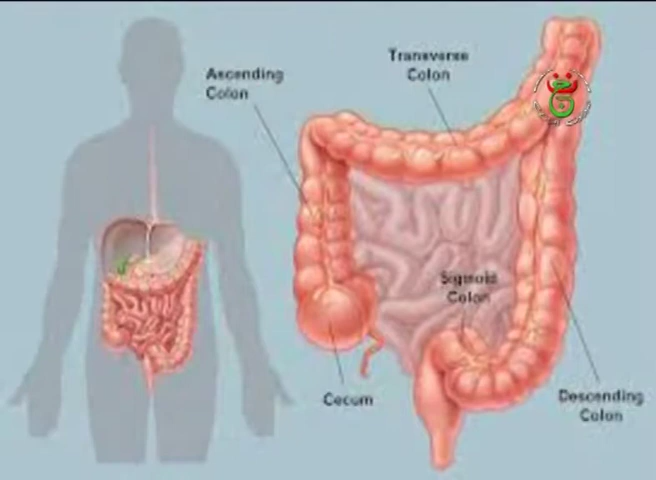 Transverse
Colon
Ascending
Colon
Sigmoid
Colon
Cecum
Descending
Colon